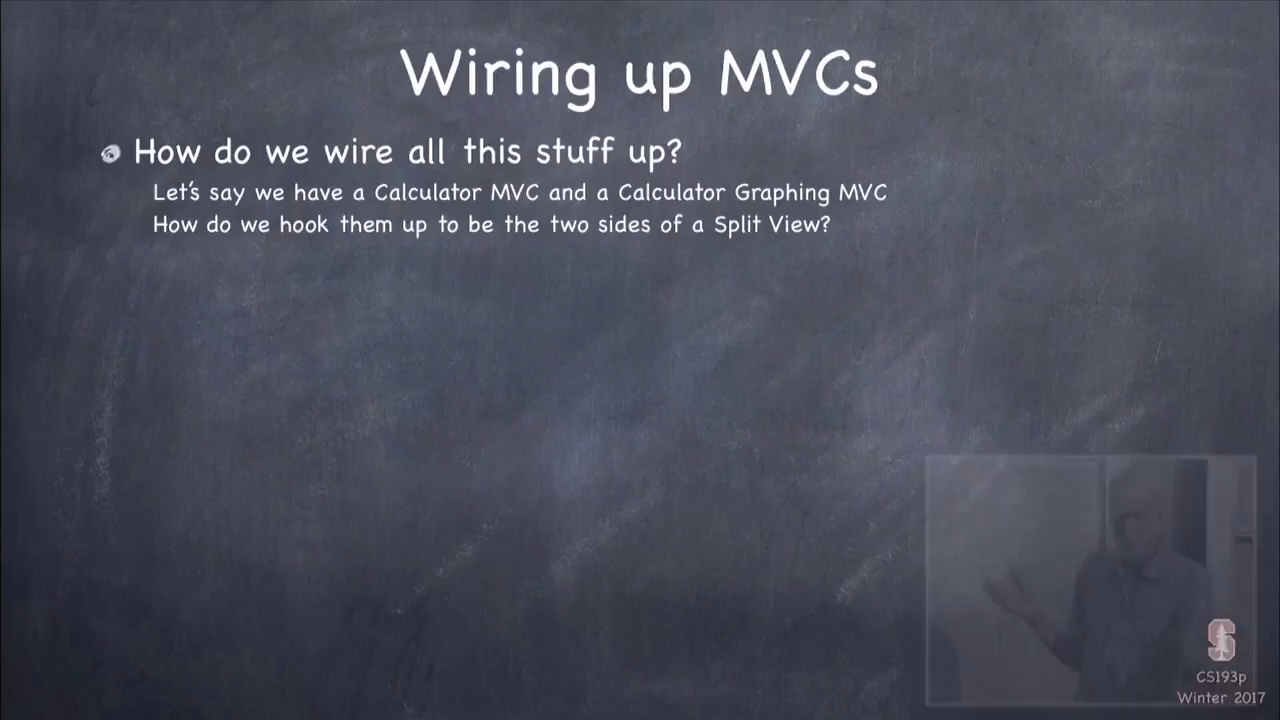 Wiring up MVCs
How do we wire all this stuff up?
Let's say we have a Calculator MVC and a Calculator Graphing MVC
How do we hook them up to be the two sides of a Split View?
S
CS193p
Winter 2017